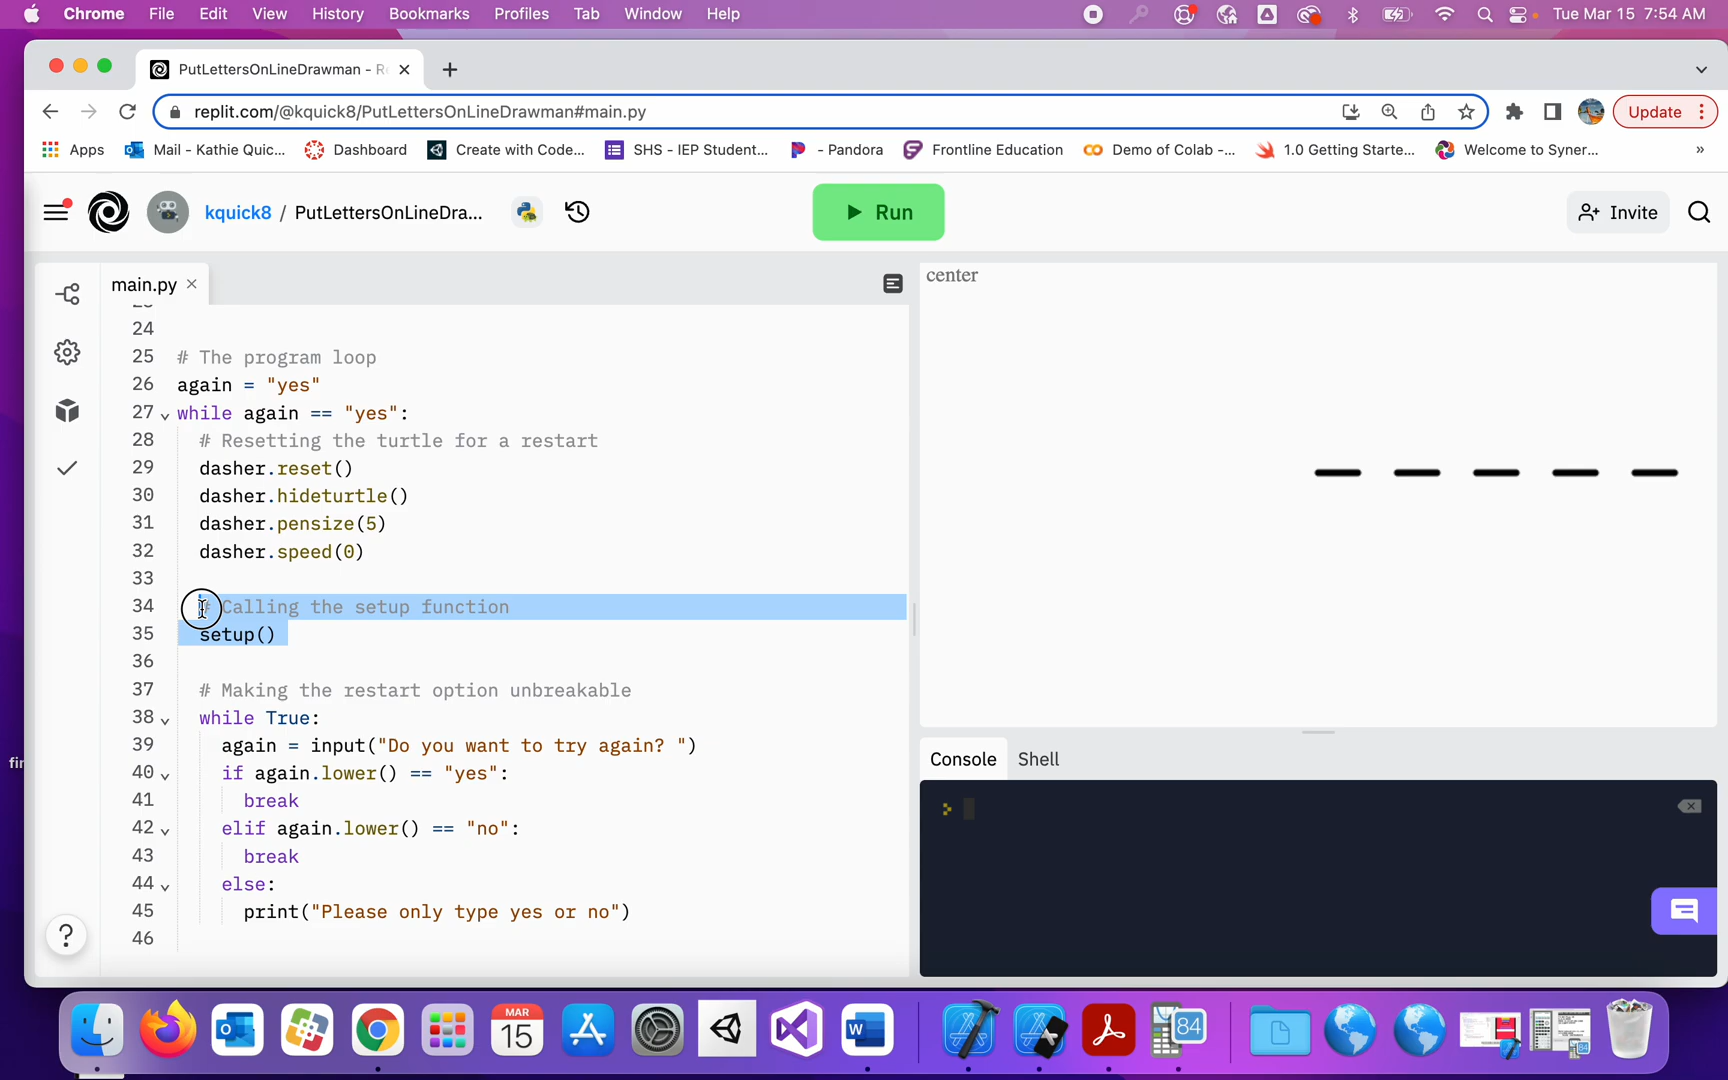 Chrome File Edit View History Bookmarks Profiles Tab Window Help Tue Mar 15 7:54 AM
PutLettersOnLineDrawman - Re
replit.com/@kquick8/PutLettersOnLineDrawman#main.py Update
Apps Mail - Kathie Quic... Dashboard Create with Code... SHS - IEP Student... - Pandora Frontline Education Demo of Colab -... 1.0 Getting Starte... Welcome to Syner... »
kquick8 / PutLettersOnLineDra... Run Invite
main.py
center
24
25 # The program loop
26 again = "yes"
27 while again == "yes":
28 # Resetting the turtle for a restart
29 dasher.reset()
30 dasher.hideturtle()
31 dasher.pensize(5)
32 dasher.speed(0)
33
34 # Calling the setup function
35 setup()
36
37 # Making the restart option unbreakable
38 while True:
39 again = input("Do you want to try again? ")
40 if again.lower() == "yes":
41 break
42 elif again.lower() == "no":
43 break
44 else:
45 print("Please only type yes or no")
46
Console Shell
?
fir
MAR
15
84